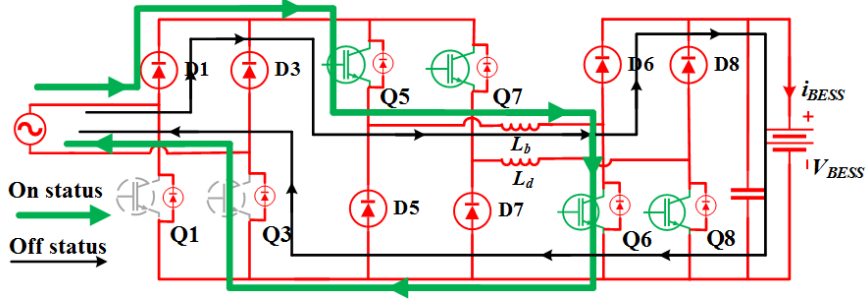 D1
D3
Q5
Q7
D6
D8
iBESS
+
Lb
Ld
VBESS
On status
Off status
Q1
Q3
D5
D7
Q6
Q8